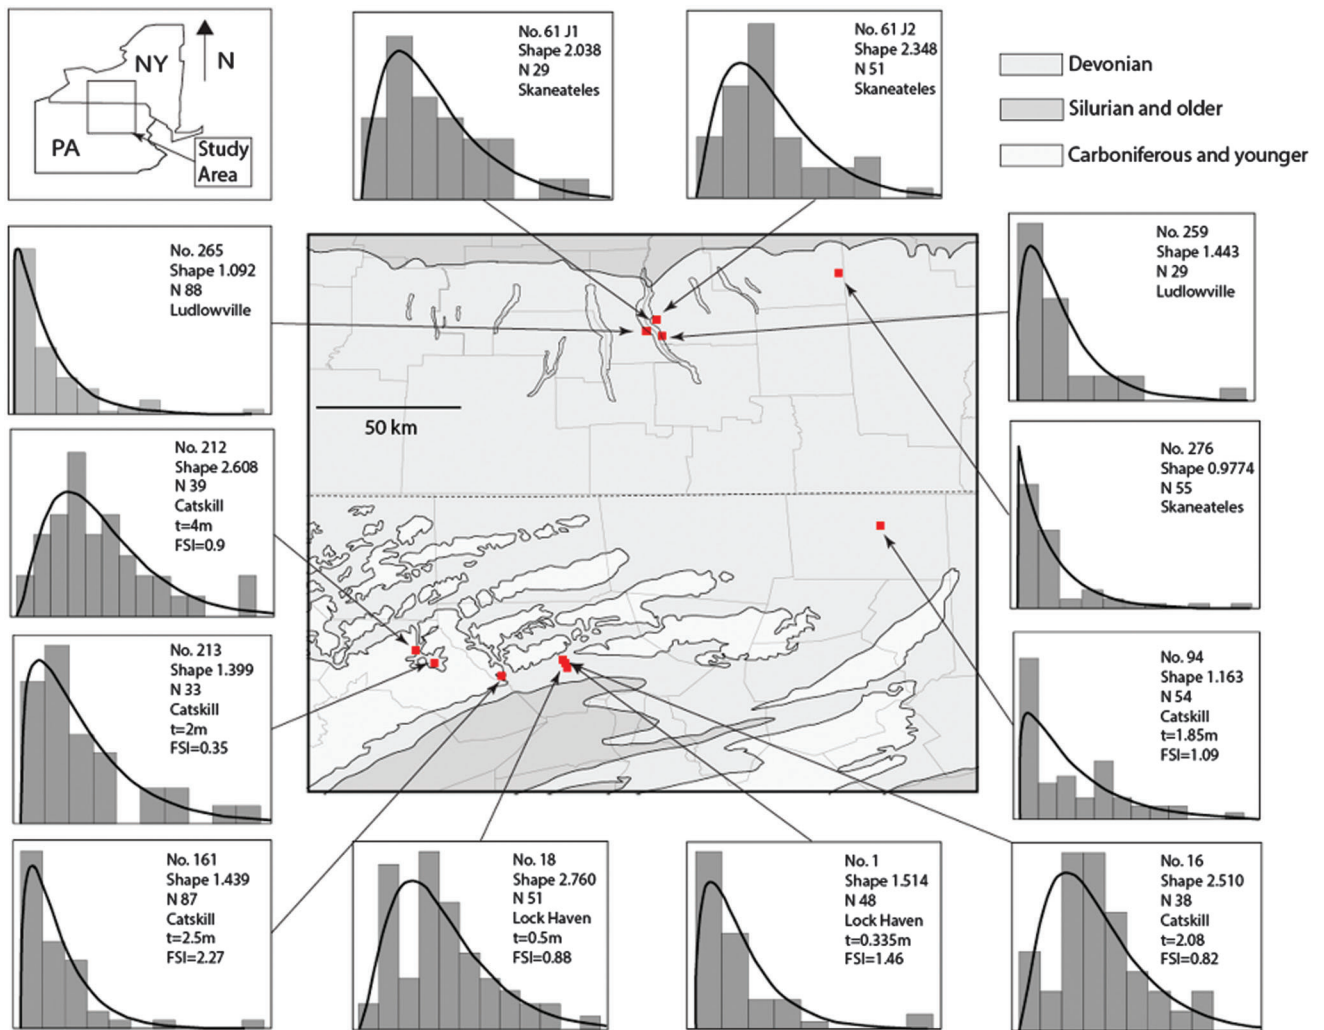 NY
N
PA
Study
Area
No. 61 J1
Shape 2.038
N 29
Skaneateles
No. 61 J2
Shape 2.348
N 51
Skaneateles
Devonian
Silurian and older
Carboniferous and younger
No. 265
Shape 1.092
N 88
Ludlowville
No. 259
Shape 1.443
N 29
Ludlowville
50 km
No. 212
Shape 2.608
N 39
Catskill
t=4m
FSI=0.9
No. 276
Shape 0.9774
N 55
Skaneateles
No. 213
Shape 1.399
N 33
Catskill
t=2m
FSI=0.35
No. 94
Shape 1.163
N 54
Catskill
t=1.85m
FSI=1.09
No. 161
Shape 1.439
N 87
Catskill
t=2.5m
FSI=2.27
No. 18
Shape 2.760
N 51
Lock Haven
t=0.5m
FSI=0.88
No. 1
Shape 1.514
N 48
Lock Haven
t=0.335m
FSI=1.46
No. 16
Shape 2.510
N 38
Catskill
t=2.08
FSI=0.82